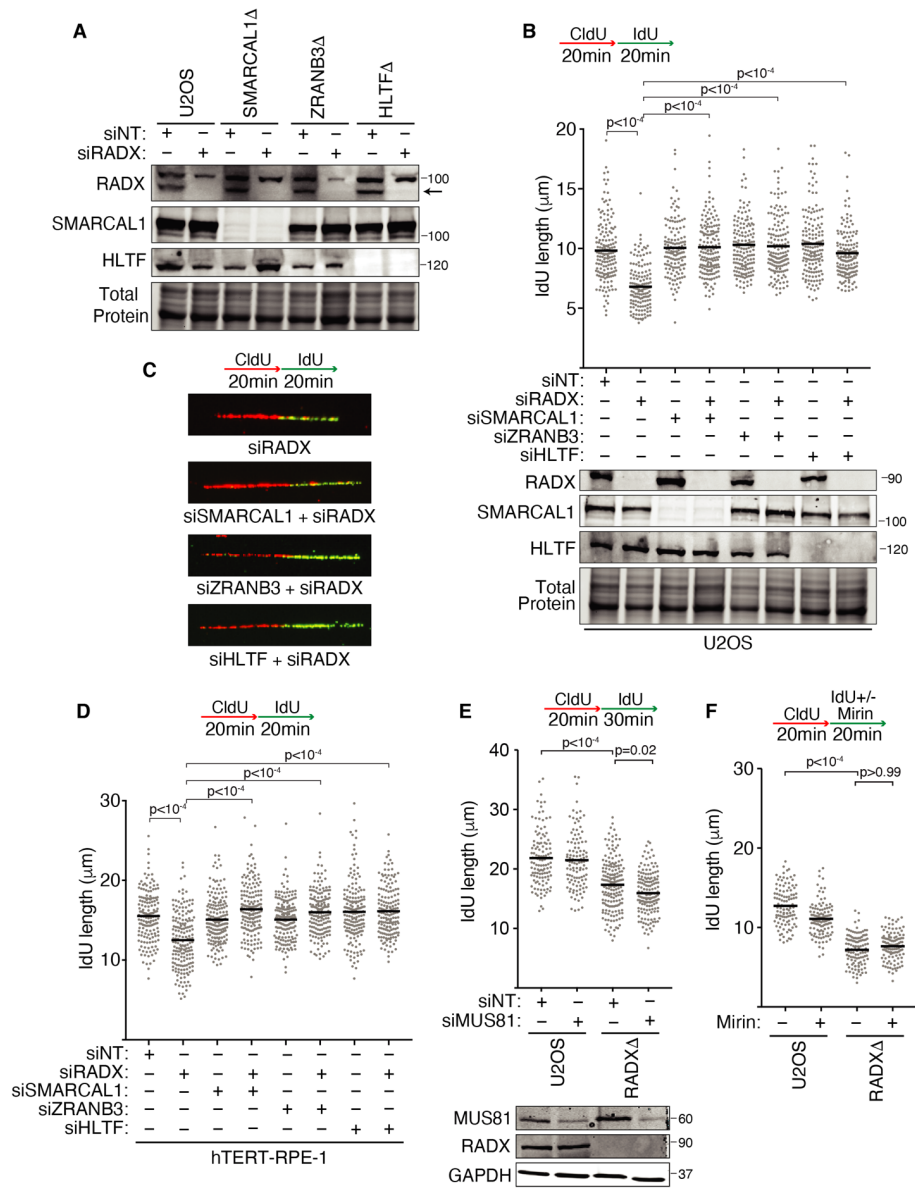 A
U2OS
SMARCAL1Δ
ZRANB3Δ
HLTFΔ
siNT: + – + – + – + –
siRADX: – + – + – + – +
RADX –100
SMARCAL1 –100
HLTF –120
Total
Protein
B
CldU IdU
20min 20min
p<10⁻⁴
p<10⁻⁴
p<10⁻⁴
p<10⁻⁴
IdU length (μm)
20
15
10
5
siNT: + – – – – – – –
siRADX: – + – + – + – +
siSMARCAL1: – – + + – – – –
siZRANB3: – – – – + + – –
siHLTF: – – – – – – + +
RADX –90
SMARCAL1 –100
HLTF –120
Total
Protein
U2OS
C
CldU IdU
20min 20min
siRADX
siSMARCAL1 + siRADX
siZRANB3 + siRADX
siHLTF + siRADX
D
CldU IdU
20min 20min
p<10⁻⁴
p<10⁻⁴
p<10⁻⁴
p<10⁻⁴
IdU length (μm)
30
20
10
siNT: + – – – – – – –
siRADX: – + – + – + – +
siSMARCAL1: – – + + – – – –
siZRANB3: – – – – + + – –
siHLTF: – – – – – – + +
hTERT-RPE-1
E
CldU IdU
20min 30min
p<10⁻⁴
p=0.02
IdU length (μm)
40
30
20
10
siNT: + – + –
siMUS81: – + – +
U2OS
RADXΔ
MUS81 –60
RADX –90
GAPDH –37
F
IdU+/-
CldU Mirin
20min 20min
p<10⁻⁴
p>0.99
IdU length (μm)
30
20
10
Mirin: – + – +
U2OS
RADXΔ